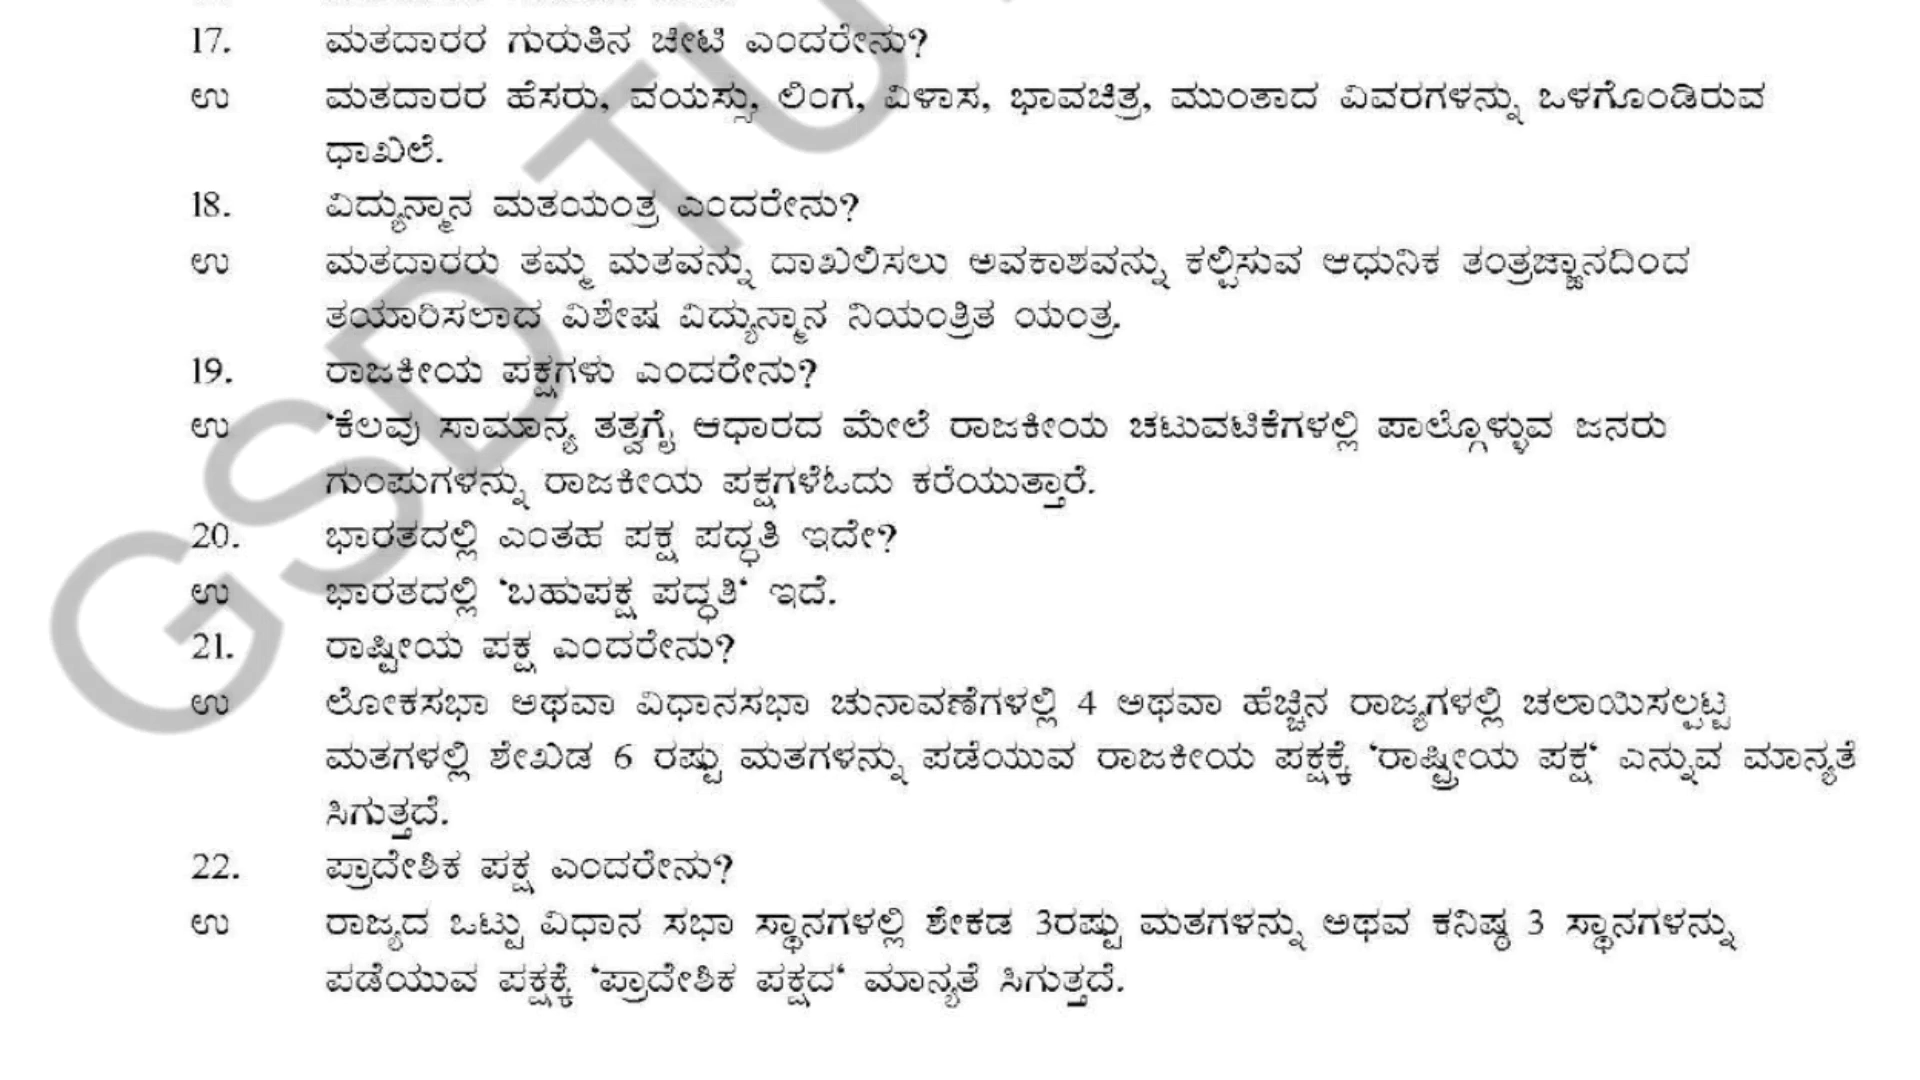 17. ಮತದಾರರ ಗುರುತಿನ ಚೀಟಿ ಎಂದರೇನು?
ಉ ಮತದಾರರ ಹೆಸರು, ವಯಸ್ಸು, ಲಿಂಗ, ವಿಳಾಸ, ಭಾವಚಿತ್ರ, ಮುಂತಾದ ವಿವರಗಳನ್ನು ಒಳಗೊಂಡಿರುವ
ಧಾಖಲೆ.
18. ವಿದ್ಯುನ್ಮಾನ ಮತಯಂತ್ರ ಎಂದರೇನು?
ಉ ಮತದಾರರು ತಮ್ಮ ಮತವನ್ನು ದಾಖಲಿಸಲು ಅವಕಾಶವನ್ನು ಕಲ್ಪಿಸುವ ಆಧುನಿಕ ತಂತ್ರಜ್ಞಾನದಿಂದ
ತಯಾರಿಸಲಾದ ವಿಶೇಷ ವಿದ್ಯುನ್ಮಾನ ನಿಯಂತ್ರಿತ ಯಂತ್ರ.
19. ರಾಜಕೀಯ ಪಕ್ಷಗಳು ಎಂದರೇನು?
ಉ ‘ಕೆಲವು ಸಾಮಾನ್ಯ ತತ್ವಗೈ ಆಧಾರದ ಮೇಲೆ ರಾಜಕೀಯ ಚಟುವಟಿಕೆಗಳಲ್ಲಿ ಪಾಲ್ಗೊಳ್ಳುವ ಜನರು
ಗುಂಪುಗಳನ್ನು ರಾಜಕೀಯ ಪಕ್ಷಗಳೆಓದು ಕರೆಯುತ್ತಾರೆ.
20. ಭಾರತದಲ್ಲಿ ಎಂತಹ ಪಕ್ಷ ಪದ್ಧತಿ ಇದೇ?
ಉ ಭಾರತದಲ್ಲಿ ‘ಬಹುಪಕ್ಷ ಪದ್ಧತಿ‘ ಇದೆ.
21. ರಾಷ್ಟೀಯ ಪಕ್ಷ ಎಂದರೇನು?
ಉ ಲೋಕಸಭಾ ಅಥವಾ ವಿಧಾನಸಭಾ ಚುನಾವಣೆಗಳಲ್ಲಿ 4 ಅಥವಾ ಹೆಚ್ಚಿನ ರಾಜ್ಯಗಳಲ್ಲಿ ಚಲಾಯಿಸಲ್ಪಟ್ಟ
ಮತಗಳಲ್ಲಿ ಶೇಖಡ 6 ರಷ್ಟು ಮತಗಳನ್ನು ಪಡೆಯುವ ರಾಜಕೀಯ ಪಕ್ಷಕ್ಕೆ ‘ರಾಷ್ಟ್ರೀಯ ಪಕ್ಷ‘ ಎನ್ನುವ ಮಾನ್ಯತೆ
ಸಿಗುತ್ತದೆ.
22. ಪ್ರಾದೇಶಿಕ ಪಕ್ಷ ಎಂದರೇನು?
ಉ ರಾಜ್ಯದ ಒಟ್ಟು ವಿಧಾನ ಸಭಾ ಸ್ಥಾನಗಳಲ್ಲಿ ಶೇಕಡ 3ರಷ್ಟು ಮತಗಳನ್ನು ಅಥವ ಕನಿಷ್ಠ 3 ಸ್ಥಾನಗಳನ್ನು
ಪಡೆಯುವ ಪಕ್ಷಕ್ಕೆ ‘ಪ್ರಾದೇಶಿಕ ಪಕ್ಷದ‘ ಮಾನ್ಯತೆ ಸಿಗುತ್ತದೆ.
GSD TU